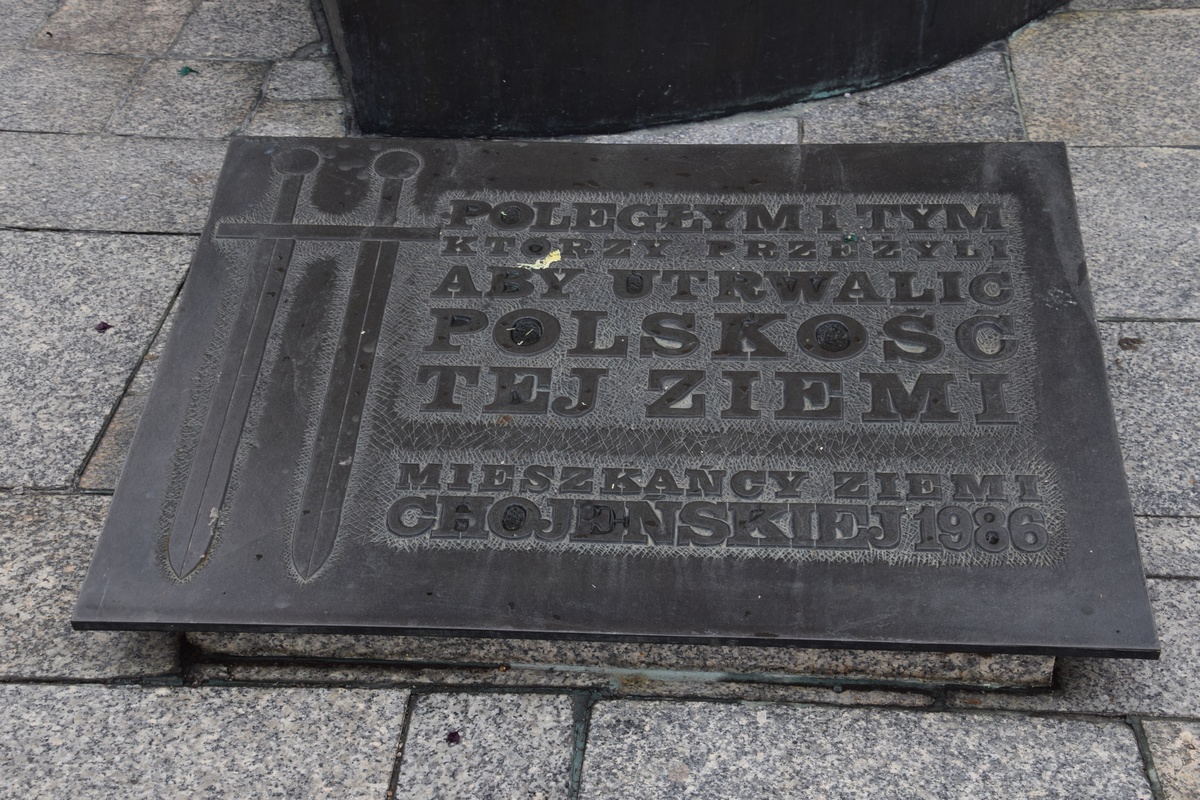 POLEGŁYM I TYM
KTÓRZY PRZEŻYLI
ABY UTRWALIĆ
POLSKOŚĆ
TEJ ZIEMI
MIESZKAŃCY ZIEMI
CHOJEŃSKIEJ 1986